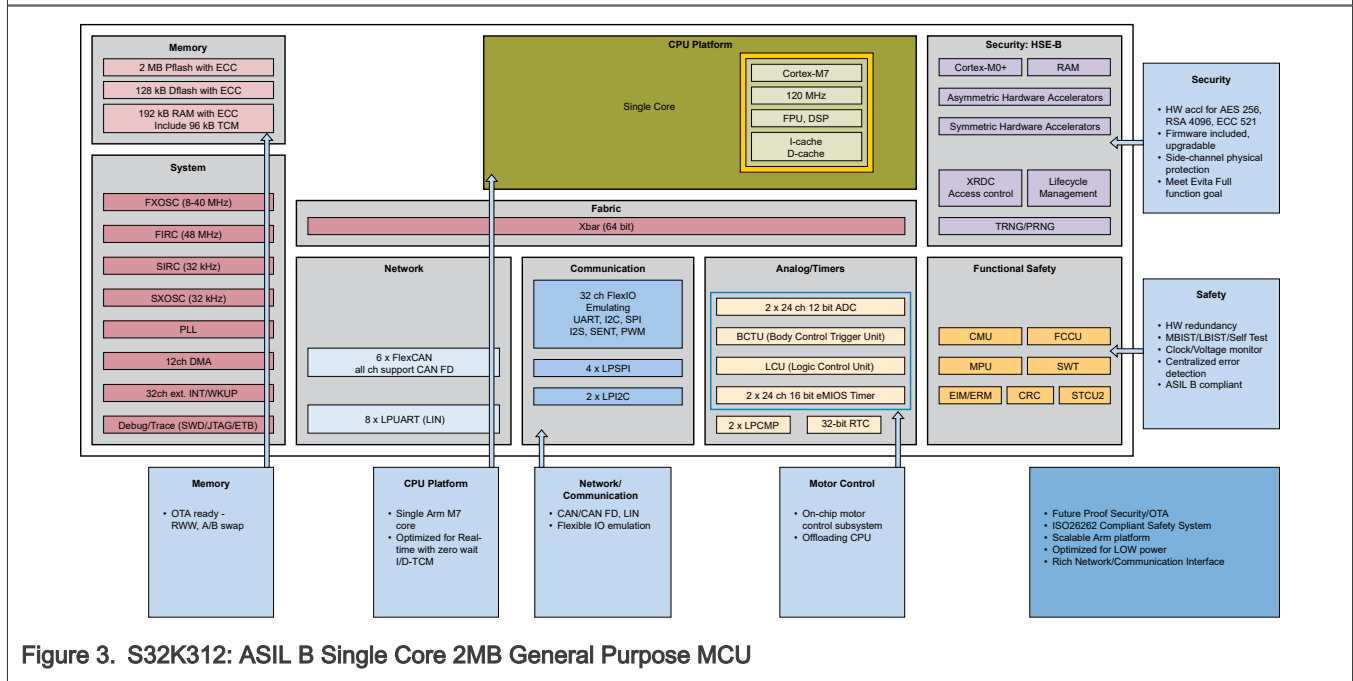 Memory
2 MB Pflash with ECC
128 kB Dflash with ECC
192 kB RAM with ECC
Include 96 kB TCM
System
FXOSC (8-40 MHz)
FIRC (48 MHz)
SIRC (32 kHz)
SXOSC (32 kHz)
PLL
12ch DMA
32ch ext. INT/WKUP
Debug/Trace (SWD/JTAG/ETB)
CPU Platform
Single Core
Cortex-M7
120 MHz
FPU, DSP
I-cache
D-cache
Fabric
Xbar (64 bit)
Network
6 x FlexCAN
all ch support CAN FD
8 x LPUART (LIN)
Communication
32 ch FlexIO
Emulating
UART, I2C, SPI
I2S, SENT, PWM
4 x LPSPI
2 x LPI2C
Analog/Timers
2 x 24 ch 12 bit ADC
BCTU (Body Control Trigger Unit)
LCU (Logic Control Unit)
2 x 24 ch 16 bit eMIOS Timer
2 x LPCMP
32-bit RTC
Security: HSE-B
Cortex-M0+
RAM
Asymmetric Hardware Accelerators
Symmetric Hardware Accelerators
XRDC
Access control
Lifecycle
Management
TRNG/PRNG
Functional Safety
CMU
FCCU
MPU
SWT
EIM/ERM
CRC
STCU2
Security
• HW accl for AES 256,
RSA 4096, ECC 521
• Firmware included,
upgradable
• Side-channel physical
protection
• Meet Evita Full
function goal
Safety
• HW redundancy
• MBIST/LBIST/Self Test
• Clock/Voltage monitor
• Centralized error
detection
• ASIL B compliant
Memory
• OTA ready -
RWW, A/B swap
CPU Platform
• Single Arm M7
core
• Optimized for Real-
time with zero wait
I/D-TCM
Network/
Communication
• CAN/CAN FD, LIN
• Flexible IO emulation
Motor Control
• On-chip motor
control subsystem
• Offloading CPU
• Future Proof Security/OTA
• ISO26262 Compliant Safety System
• Scalable Arm platform
• Optimized for LOW power
• Rich Network/Communication Interface
Figure 3. S32K312: ASIL B Single Core 2MB General Purpose MCU